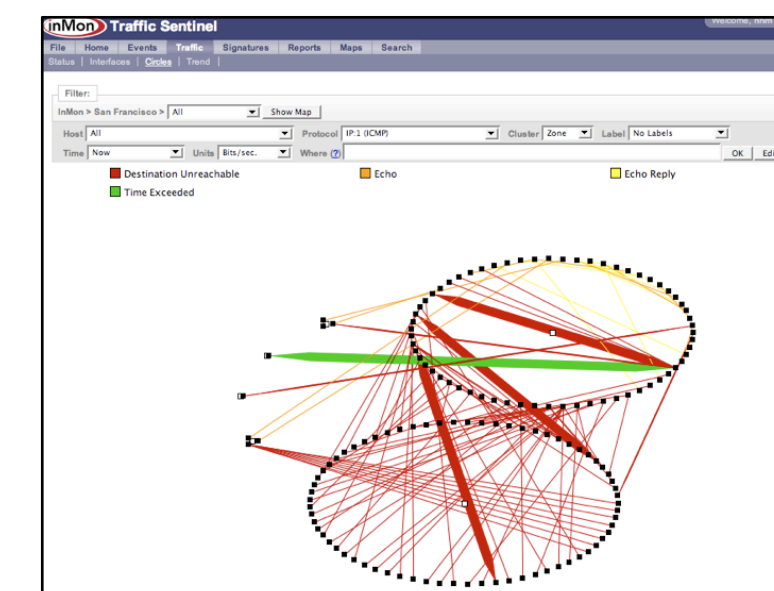 inMon Traffic Sentinel
Welcome,
File Home Events Traffic Signatures Reports Maps Search
Status | Interfaces | Circles | Trend |
Filter:
InMon > San Francisco > All Show Map
Host All Protocol IP:1 (ICMP) Cluster Zone Label No Labels
Time Now Units Bits/sec. Where (?) OK Edi
Destination Unreachable Echo Echo Reply
Time Exceeded